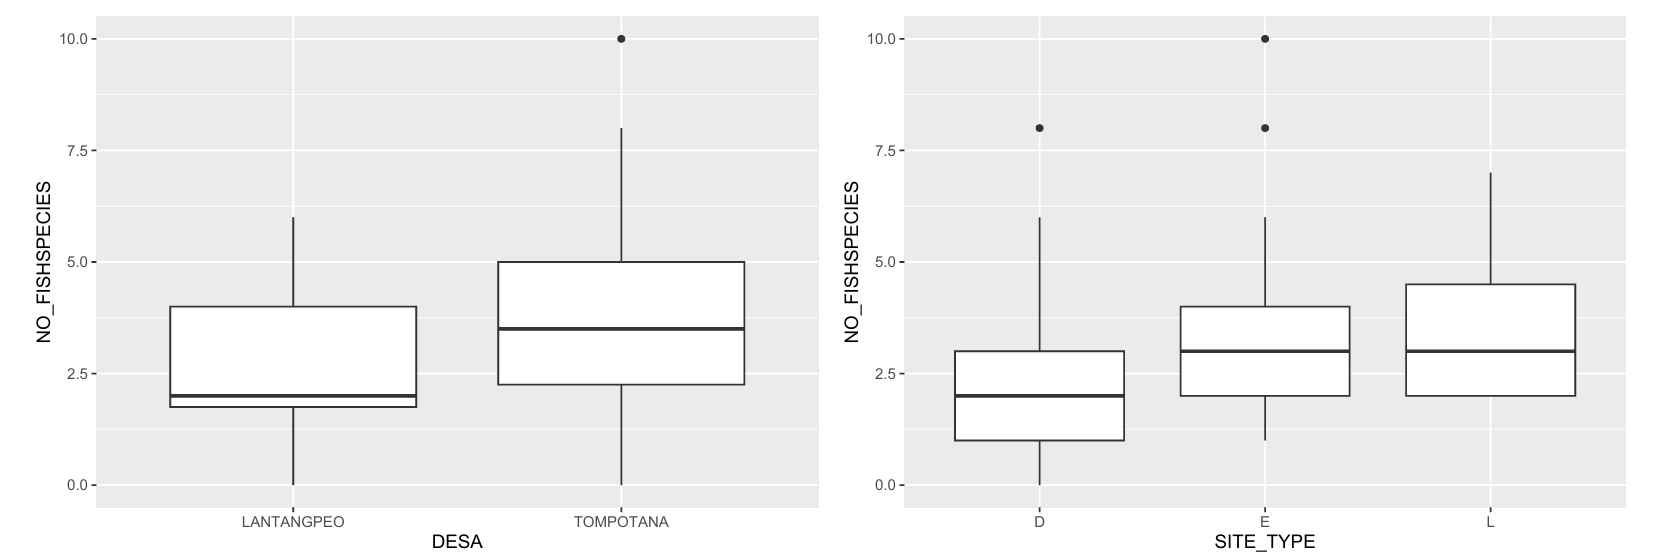 NO_FISHSPECIES
10.0
7.5
5.0
2.5
0.0
LANTANGPEO TOMPOTANA
DESA
NO_FISHSPECIES
10.0
7.5
5.0
2.5
0.0
D E L
SITE_TYPE